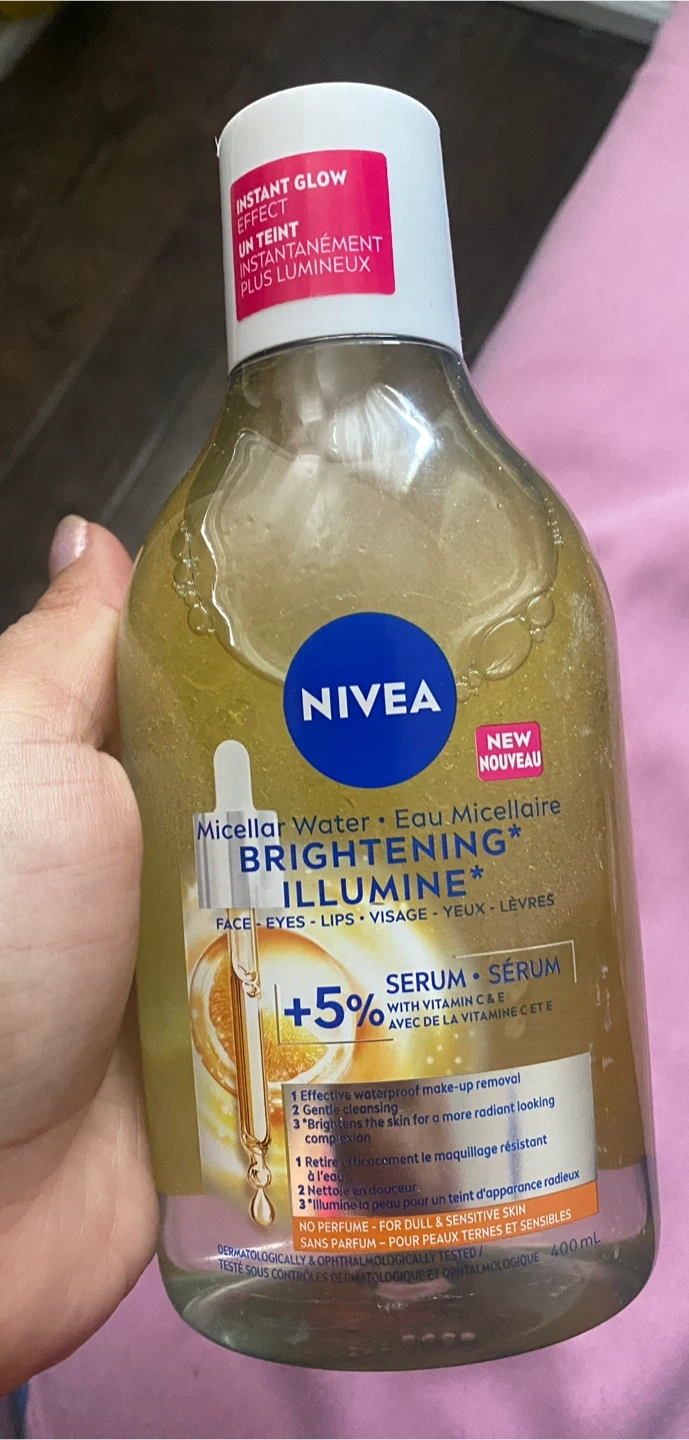 INSTANT GLOW
EFFECT
UN TEINT
INSTANTANÉMENT
PLUS LUMINEUX
NIVEA
NEW
NOUVEAU
Micellar Water • Eau Micellaire
BRIGHTENING*
ILLUMINE*
FACE - EYES - LIPS • VISAGE - YEUX - LÈVRES
+5%
SERUM • SÉRUM
WITH VITAMIN C & E
AVEC DE LA VITAMINE C ET E
1 Effective waterproof make-up removal
2 Gentle cleansing
3 *Brightens the skin for a more radiant looking
complexion
1 Retire efficacement le maquillage résistant
à l'eau
2 Nettoie en douceur
3 *Illumine la peau pour un teint d'apparance radieux
NO PERFUME - FOR DULL & SENSITIVE SKIN
SANS PARFUM – POUR PEAUX TERNES ET SENSIBLES
DERMATOLOGICALLY & OPHTHALMOLOGICALLY TESTED /
TESTÉ SOUS CONTRÔLES DERMATOLOGIQUE ET OPHTALMOLOGIQUE 400 mL